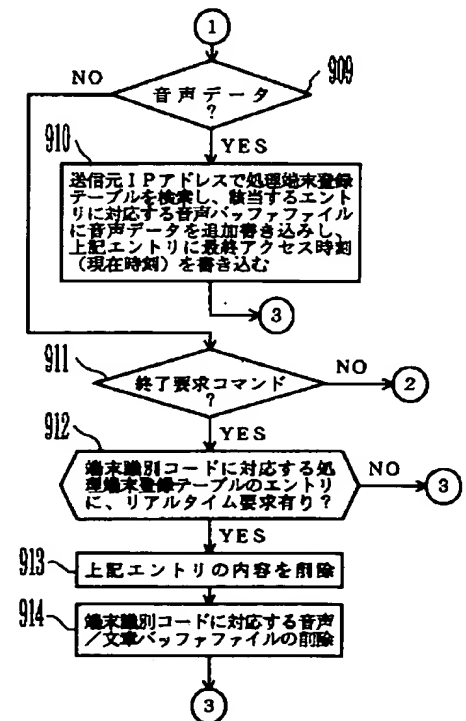 1
909
NO
音声データ
?
YES
910
送信元IPアドレスで処理端末登録
テーブルを検索し、該当するエント
リに対応する音声バッファファイル
に音声データを追加書き込みし、
上記エントリに最終アクセス時刻
(現在時刻)を書き込む
3
911
終了要求コマンド
?
NO
2
YES
912
端末識別コードに対応する処
理端末登録テーブルのエントリ
に、リアルタイム要求有り?
NO
3
YES
913
上記エントリの内容を削除
914
端末識別コードに対応する音声
/文章バッファファイルの削除
3